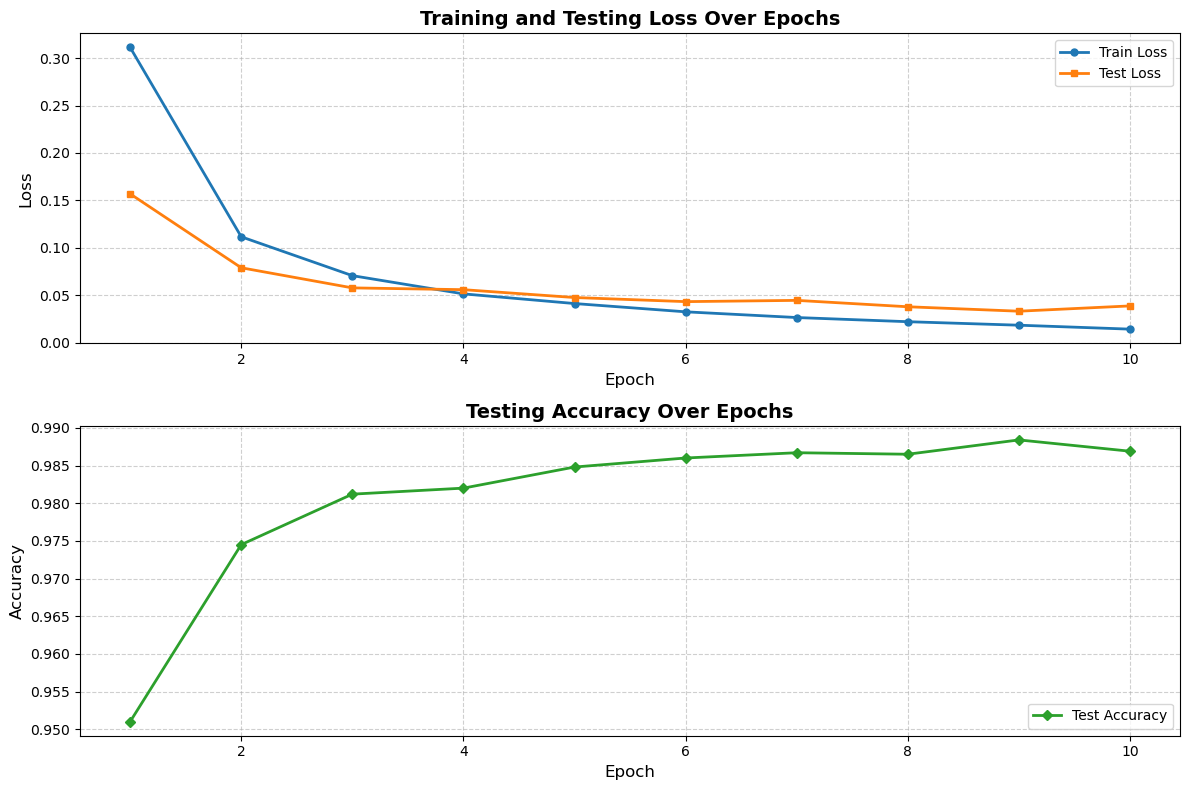 Training and Testing Loss Over Epochs
Loss
0.30
0.25
0.20
0.15
0.10
0.05
0.00
Train Loss
Test Loss
2 4 6 8 10
Epoch
Testing Accuracy Over Epochs
Accuracy
0.990
0.985
0.980
0.975
0.970
0.965
0.960
0.955
0.950
Test Accuracy
2 4 6 8 10
Epoch